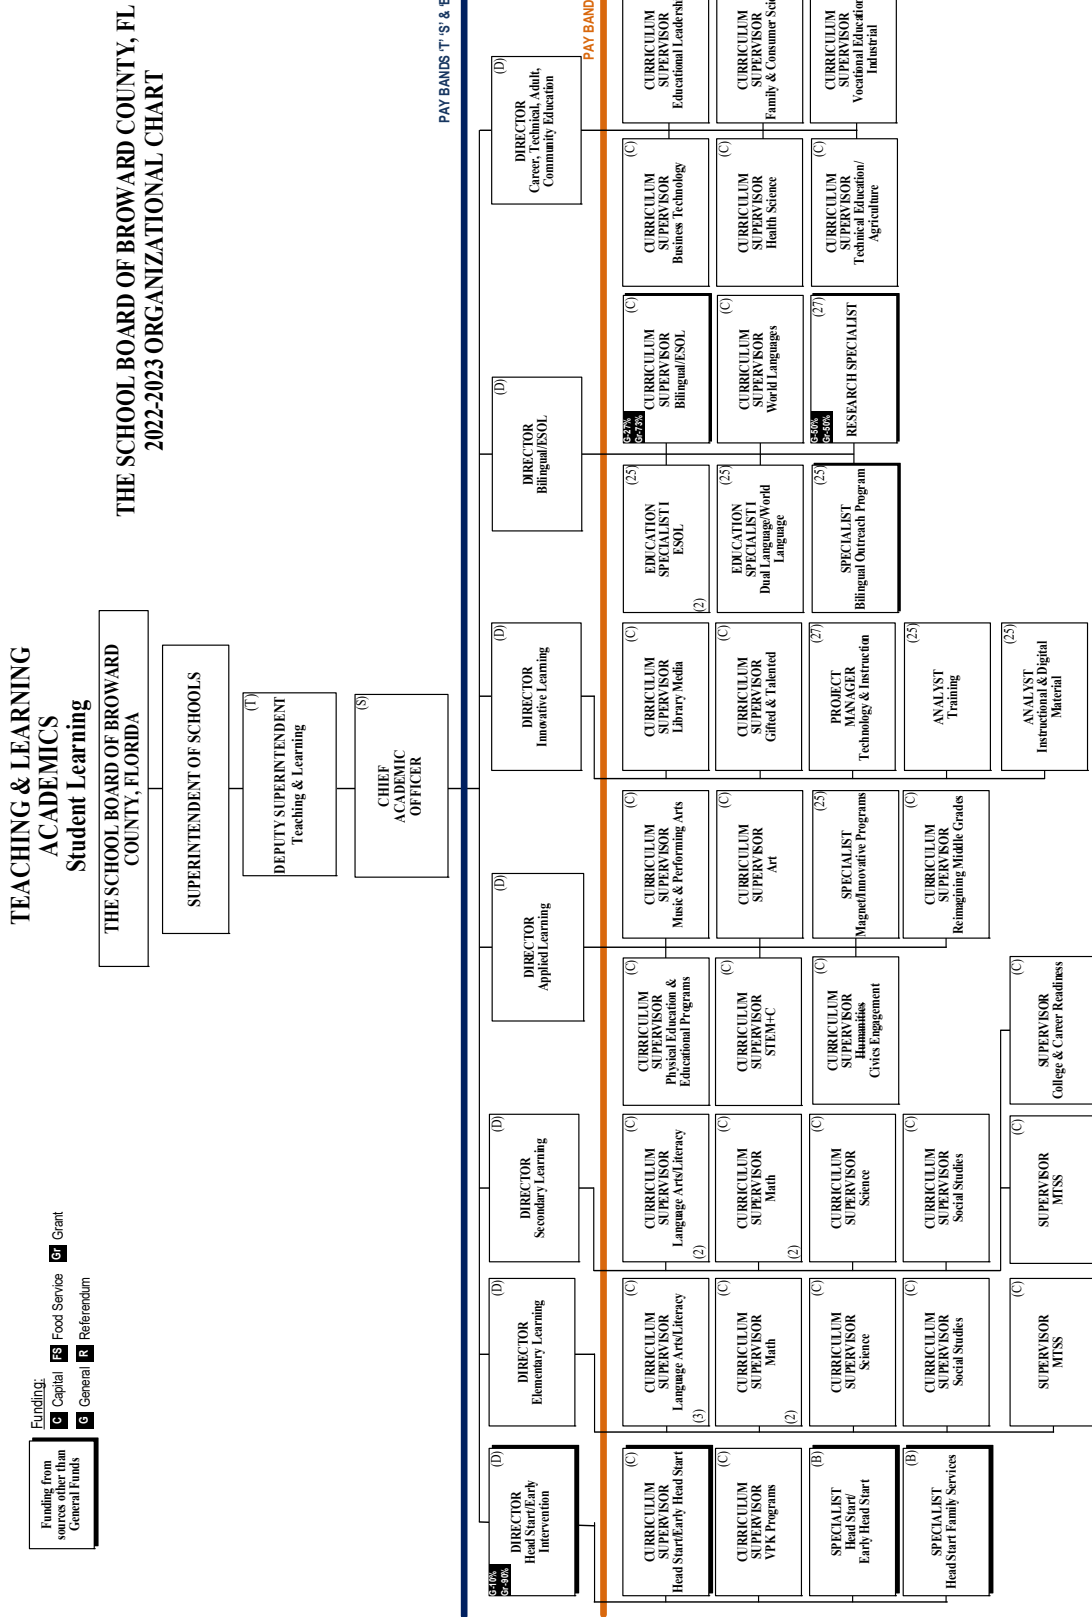 TEACHING & LEARNING
ACADEMICS
Student Learning
THE SCHOOL BOARD OF BROWARD COUNTY, FL
2022-2023 ORGANIZATIONAL CHART
Funding from
sources other than
General Funds
Funding:
C Capital FS Food Service Gr Grant
G General R Referendum
THE SCHOOL BOARD OF BROWARD
COUNTY, FLORIDA
SUPERINTENDENT OF SCHOOLS
(T)
DEPUTY SUPERINTENDENT
Teaching & Learning
(S)
CHIEF
ACADEMIC
OFFICER
PAY BANDS 'T' 'S' &
G-10%
Gr-90%
(D)
DIRECTOR
Head Start/Early
Intervention
(D)
DIRECTOR
Elementary Learning
(D)
DIRECTOR
Secondary Learning
(D)
DIRECTOR
Applied Learning
(D)
DIRECTOR
Innovative Learning
(D)
DIRECTOR
Bilingual/ESOL
(D)
DIRECTOR
Career, Technical, Adult,
Community Education
PAY BAND
(C)
CURRICULUM
SUPERVISOR
Head Start/Early Head Start
(C)
CURRICULUM
SUPERVISOR
VPK Programs
(B)
SPECIALIST
Head Start/
Early Head Start
(B)
SPECIALIST
Head Start Family Services
(C)
CURRICULUM
SUPERVISOR
Language Arts/Literacy
(3)
(C)
CURRICULUM
SUPERVISOR
Math
(2)
(C)
CURRICULUM
SUPERVISOR
Science
(C)
CURRICULUM
SUPERVISOR
Social Studies
(C)
SUPERVISOR
MTSS
(C)
CURRICULUM
SUPERVISOR
Language Arts/Literacy
(2)
(C)
CURRICULUM
SUPERVISOR
Math
(2)
(C)
CURRICULUM
SUPERVISOR
Science
(C)
CURRICULUM
SUPERVISOR
Social Studies
(C)
SUPERVISOR
MTSS
(C)
SUPERVISOR
College & Career Readiness
(C)
CURRICULUM
SUPERVISOR
Physical Education &
Educational Programs
(C)
CURRICULUM
SUPERVISOR
STEM+C
(C)
CURRICULUM
SUPERVISOR
Humanities
Civics Engagement
(C)
CURRICULUM
SUPERVISOR
Music & Performing Arts
(C)
CURRICULUM
SUPERVISOR
Art
(25)
SPECIALIST
Magnet/Innovative Programs
(C)
CURRICULUM
SUPERVISOR
Reimagining Middle Grades
(C)
CURRICULUM
SUPERVISOR
Library Media
(C)
CURRICULUM
SUPERVISOR
Gifted & Talented
(27)
PROJECT
MANAGER
Technology & Instruction
(25)
ANALYST
Training
(25)
ANALYST
Instructional & Digital
Material
(25)
EDUCATION
SPECIALIST I
ESOL
(2)
(25)
EDUCATION
SPECIALIST I
Dual Language/World
Language
(25)
SPECIALIST
Bilingual Outreach Program
G-27%
Gr-73%
(C)
CURRICULUM
SUPERVISOR
Bilingual/ESOL
(C)
CURRICULUM
SUPERVISOR
World Languages
G-50%
Gr-50%
(27)
RESEARCH SPECIALIST
(C)
CURRICULUM
SUPERVISOR
Business Technology
(C)
CURRICULUM
SUPERVISOR
Health Science
(C)
CURRICULUM
SUPERVISOR
Technical Education/
Agriculture
CURRICULUM
SUPERVISOR
Educational Leadersh
CURRICULUM
SUPERVISOR
Family & Consumer Sci
CURRICULUM
SUPERVISOR
Vocational Education
Industrial